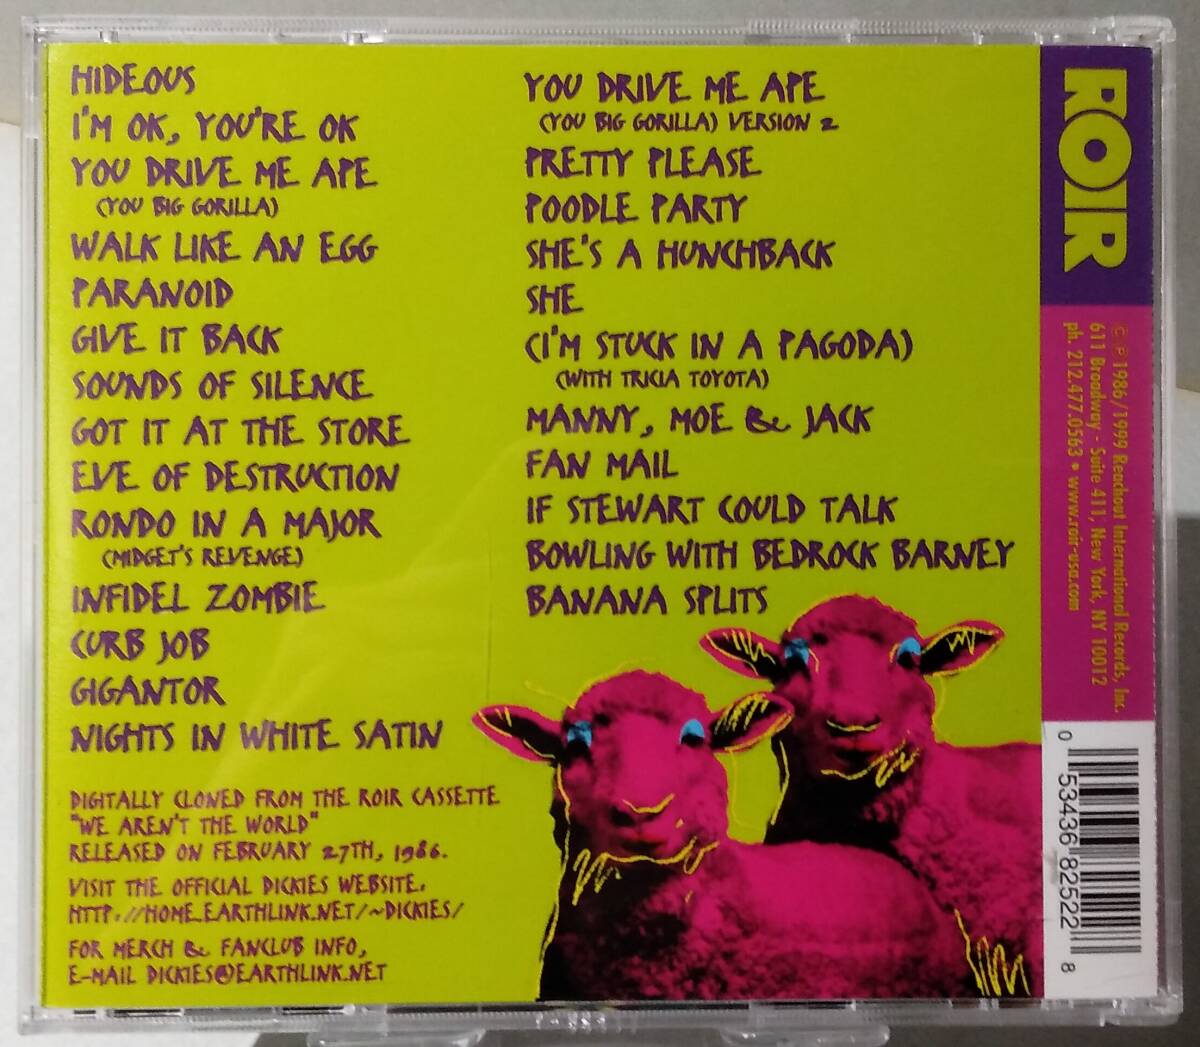 HIDEOUS
I'M OK, YOU'RE OK
YOU DRIVE ME APE
(YOU BIG GORILLA)
WALK LIKE AN EGG
PARANOID
GIVE IT BACK
SOUNDS OF SILENCE
GOT IT AT THE STORE
EVE OF DESTRUCTION
RONDO IN A MAJOR
(MIDGET'S REVENGE)
INFIDEL ZOMBIE
CURB JOB
GIGANTOR
NIGHTS IN WHITE SATIN
DIGITALLY CLONED FROM THE ROIR CASSETTE
"WE AREN'T THE WORLD"
RELEASED ON FEBRUARY 27TH, 1986.
VISIT THE OFFICIAL DICKIES WEBSITE,
HTTP://HOME.EARTHLINK.NET/~DICKIES/
FOR MERCH & FANCLUB INFO,
E-MAIL DICKIES@EARTHLINK.NET
YOU DRIVE ME APE
(YOU BIG GORILLA) VERSION 2
PRETTY PLEASE
POODLE PARTY
SHE'S A HUNCHBACK
SHE
(I'M STUCK IN A PAGODA)
(WITH TRICIA TOYOTA)
MANNY, MOE & JACK
FAN MAIL
IF STEWART COULD TALK
BOWLING WITH BEDROCK BARNEY
BANANA SPLITS
ROIR
©℗1986/1999 Reachout International Records, Inc.
611 Broadway - Suite 411, New York, NY 10012
ph. 212.477.0563 • www.roir-usa.com
0 53436 82522 8